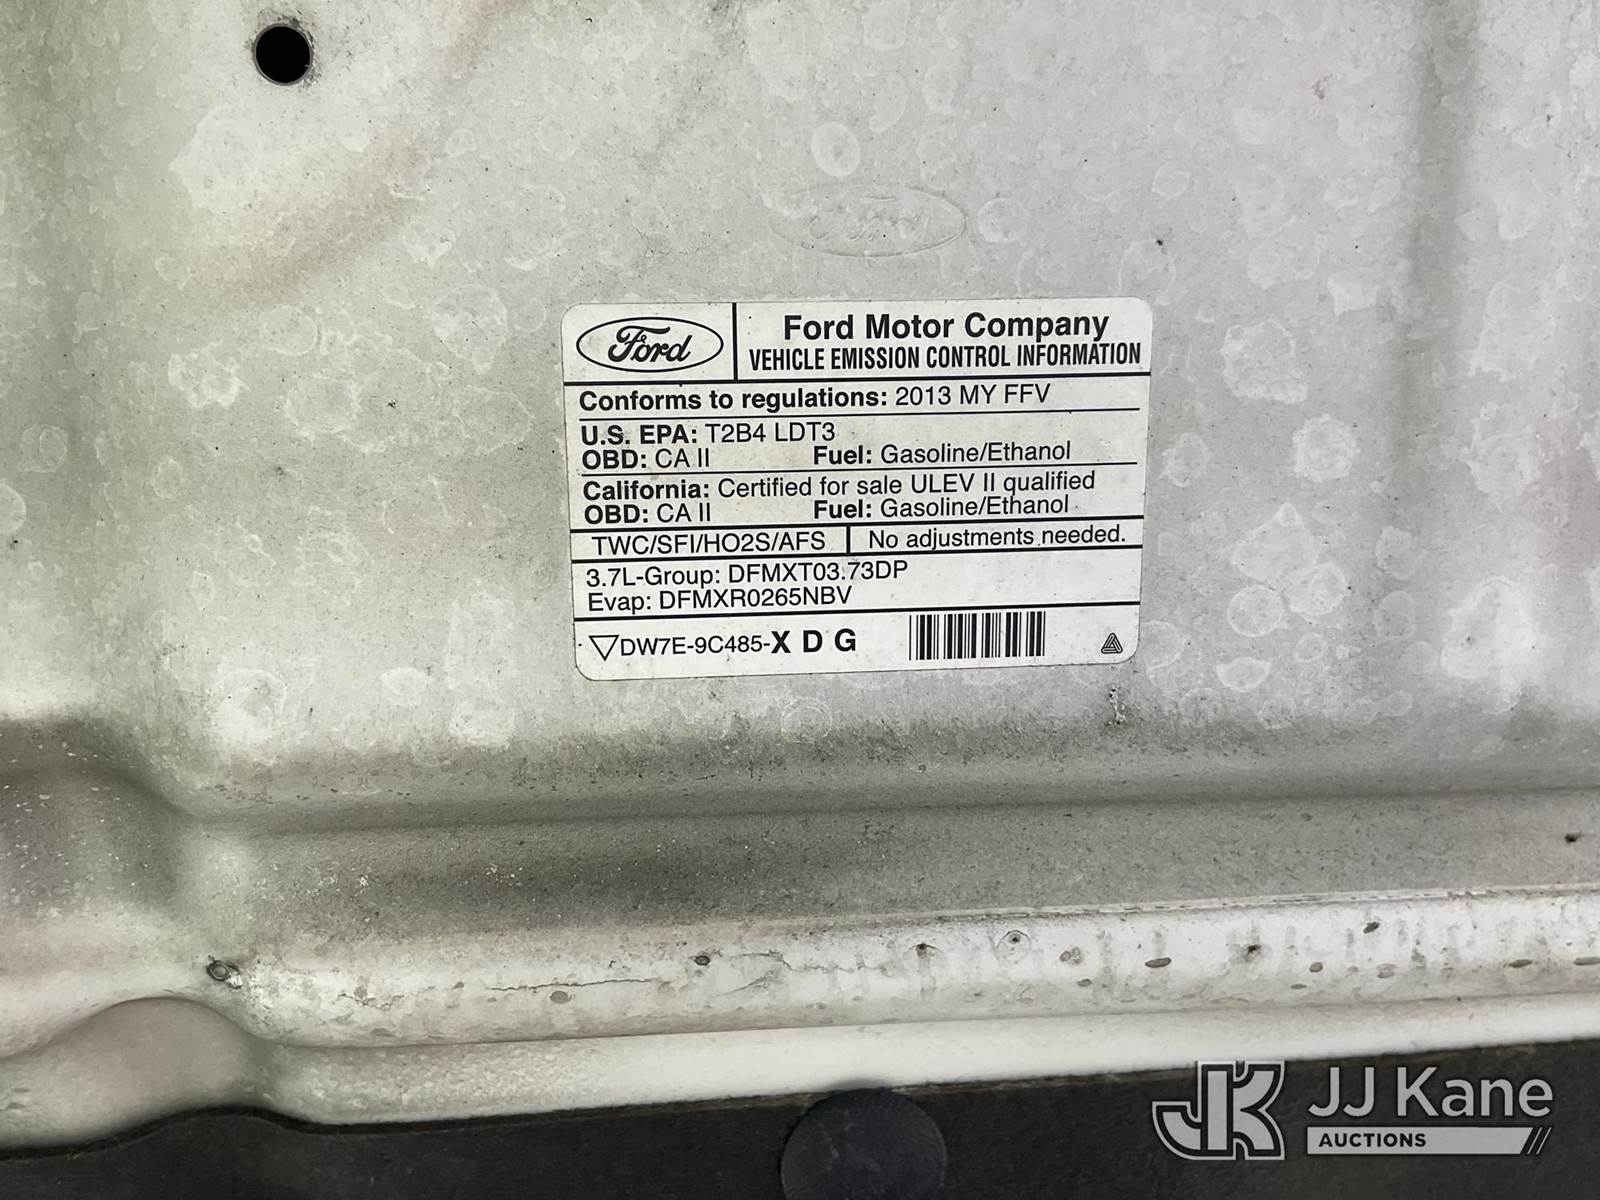 Ford
Ford
Ford Motor Company
VEHICLE EMISSION CONTROL INFORMATION
Conforms to regulations: 2013 MY FFV
U.S. EPA: T2B4 LDT3
OBD: CA II Fuel: Gasoline/Ethanol
California: Certified for sale ULEV II qualified
OBD: CA II Fuel: Gasoline/Ethanol
TWC/SFI/HO2S/AFS No adjustments needed.
3.7L-Group: DFMXT03.73DP
Evap: DFMXR0265NBV
DW7E-9C485-X D G
JK JJ Kane
AUCTIONS